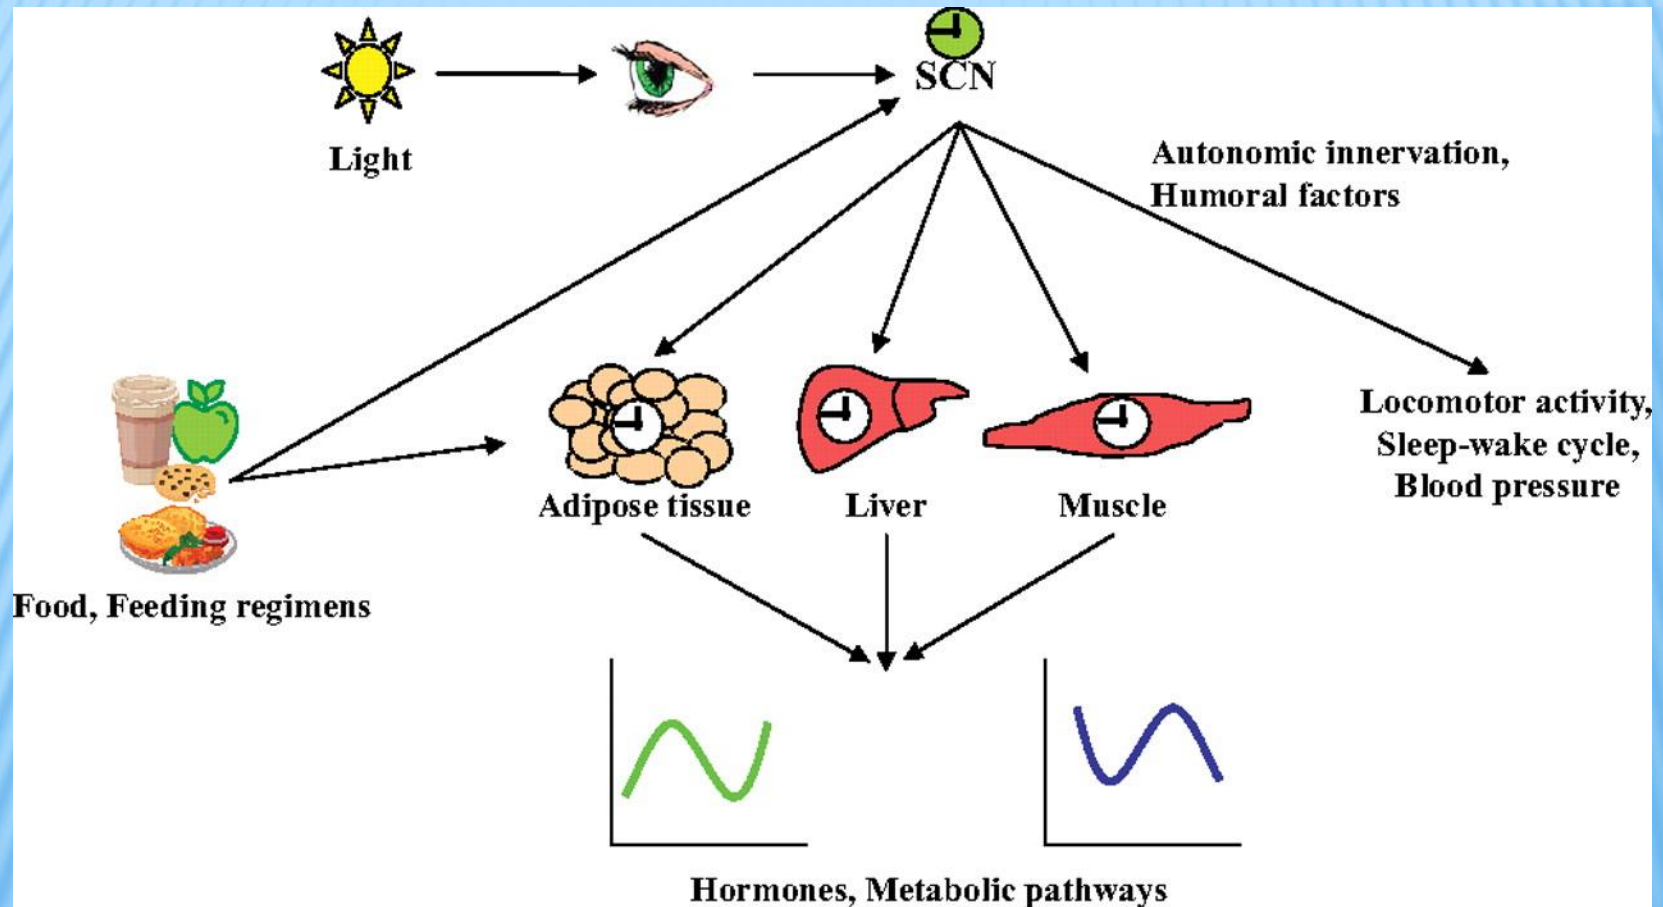 SCN
Light
Autonomic innervation,
Humoral factors
Locomotor activity,
Sleep-wake cycle,
Blood pressure
Adipose tissue
Liver
Muscle
Food, Feeding regimens
Hormones, Metabolic pathways